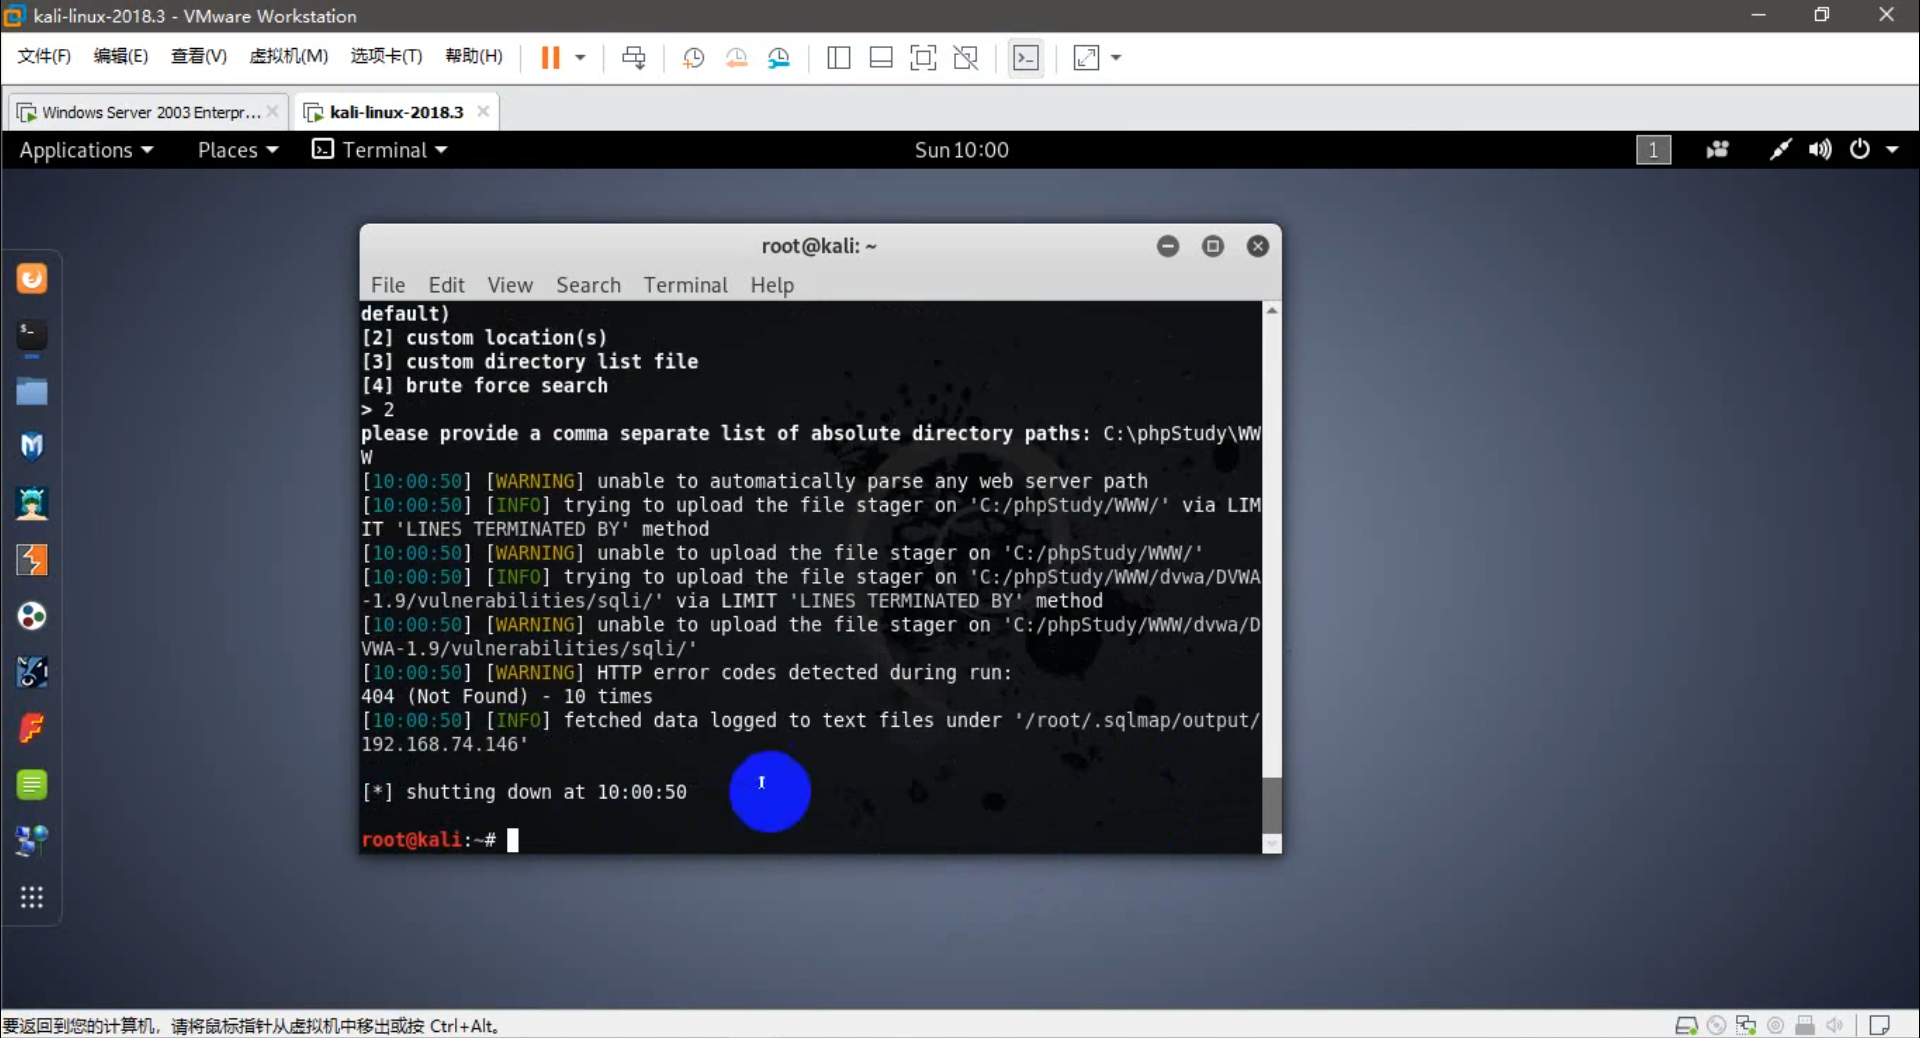 kali-linux-2018.3 - VMware Workstation
文件(F) 编辑(E) 查看(V) 虚拟机(M) 选项卡(T) 帮助(H)
Windows Server 2003 Enterpr... kali-linux-2018.3
Applications Places Terminal Sun 10:00 1
root@kali: ~
File Edit View Search Terminal Help
default)
[2] custom location(s)
[3] custom directory list file
[4] brute force search
> 2
please provide a comma separate list of absolute directory paths: C:\phpStudy\WW
W
[10:00:50] [WARNING] unable to automatically parse any web server path
[10:00:50] [INFO] trying to upload the file stager on 'C:/phpStudy/WWW/' via LIM
IT 'LINES TERMINATED BY' method
[10:00:50] [WARNING] unable to upload the file stager on 'C:/phpStudy/WWW/'
[10:00:50] [INFO] trying to upload the file stager on 'C:/phpStudy/WWW/dvwa/DVWA
-1.9/vulnerabilities/sqli/' via LIMIT 'LINES TERMINATED BY' method
[10:00:50] [WARNING] unable to upload the file stager on 'C:/phpStudy/WWW/dvwa/D
VWA-1.9/vulnerabilities/sqli/'
[10:00:50] [WARNING] HTTP error codes detected during run:
404 (Not Found) - 10 times
[10:00:50] [INFO] fetched data logged to text files under '/root/.sqlmap/output/
192.168.74.146'
[*] shutting down at 10:00:50
root@kali:~#
要返回到您的计算机，请将鼠标指针从虚拟机中移出或按 Ctrl+Alt。